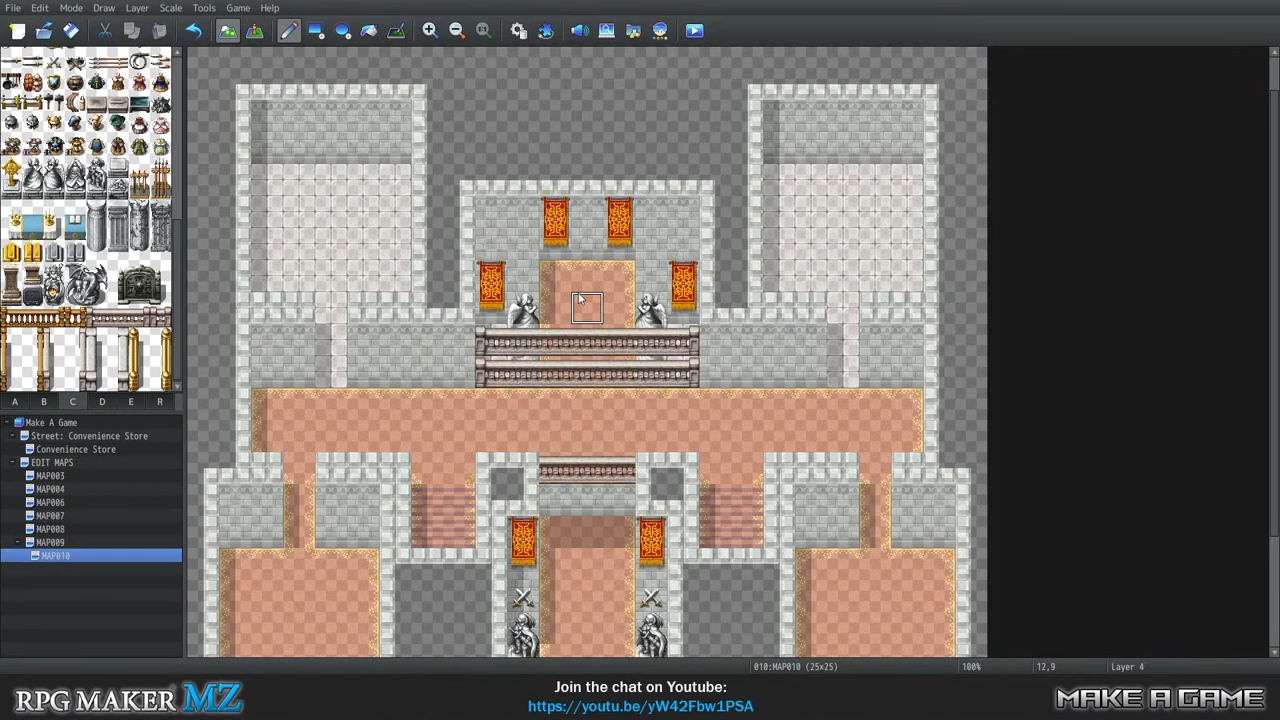 File Edit Mode Draw Layer Scale Tools Game Help
A B C D E R
Make A Game
Street: Convenience Store
Convenience Store
EDIT MAPS
MAP003
MAP004
MAP006
MAP007
MAP008
MAP009
MAP010
010:MAP010 (25x25) 100% 12,9 Layer 4
RPG MAKER MZ
Join the chat on Youtube:
https://youtu.be/yW42Fbw1PSA
MAKE A GAME